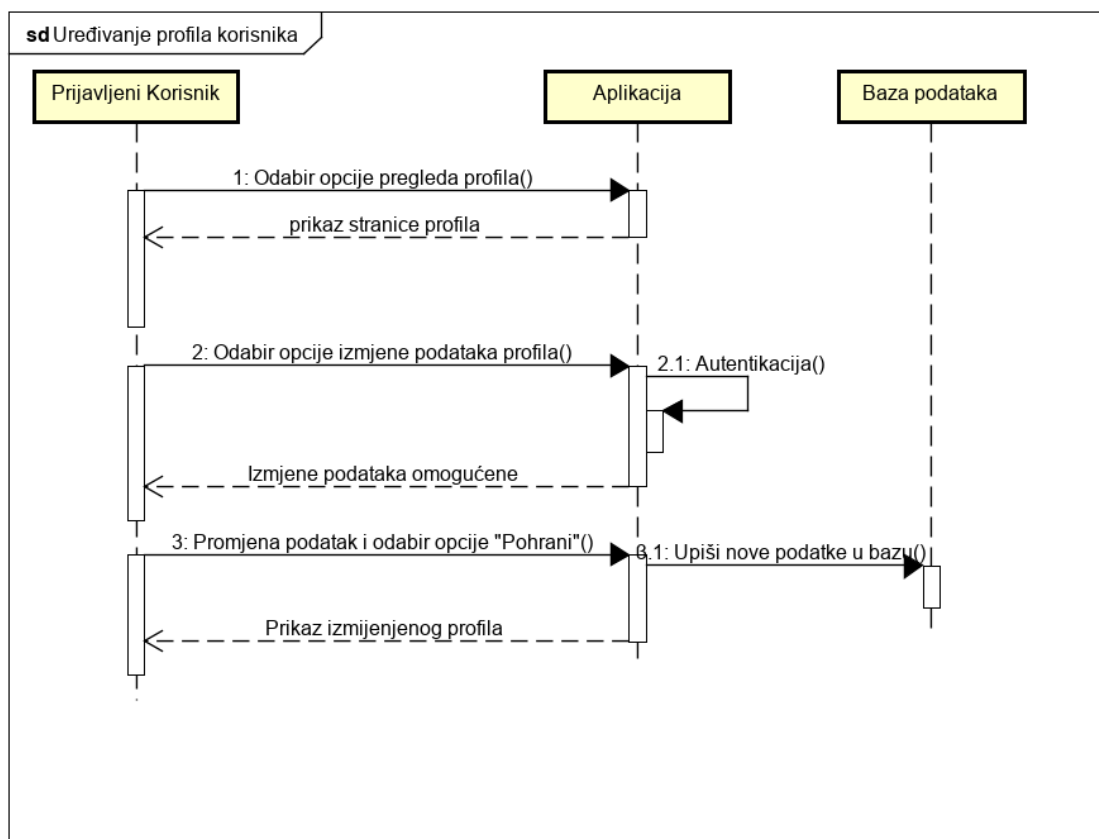 sd Uređivanje profila korisnika
Prijavljeni Korisnik
Aplikacija
Baza podataka
1: Odabir opcije pregleda profila()
prikaz stranice profila
2: Odabir opcije izmjene podataka profila()
2.1: Autentikacija()
Izmjene podataka omogućene
3: Promjena podatak i odabir opcije "Pohrani"()
3.1: Upiši nove podatke u bazu()
Prikaz izmijenjenog profila